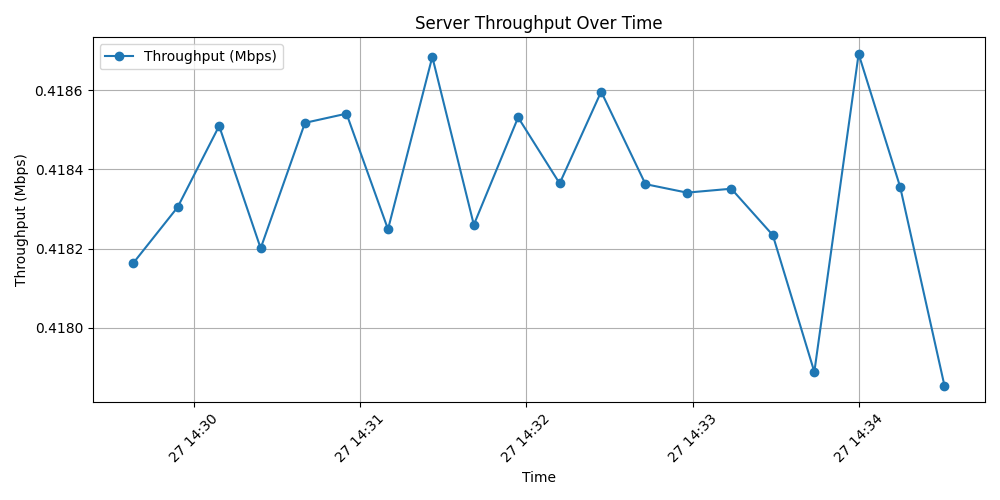 Server Throughput Over Time
Throughput (Mbps)
Throughput (Mbps)
0.4186
0.4184
0.4182
0.4180
27 14:30
27 14:31
27 14:32
27 14:33
27 14:34
Time